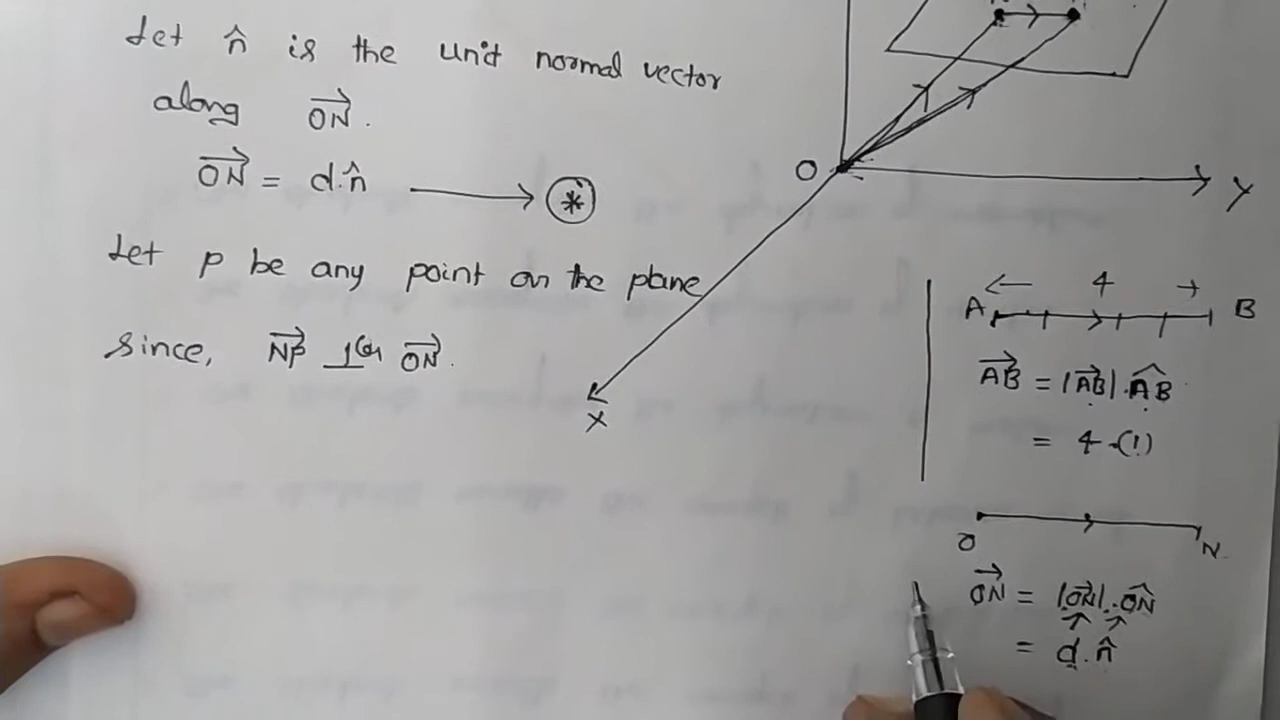 Let n̂ is the unit normal vector
along ON⃗.
ON⃗ = d.n̂ ⟶ ⊛
Let P be any point on the plane
since, NP⃗ ⊥ar ON⃗.
O
Y
X
← 4 →
A B
AB⃗ = |AB⃗|.AB̂
= 4.(1)
O N
ON⃗ = |ON⃗|.ON̂
= d.n̂